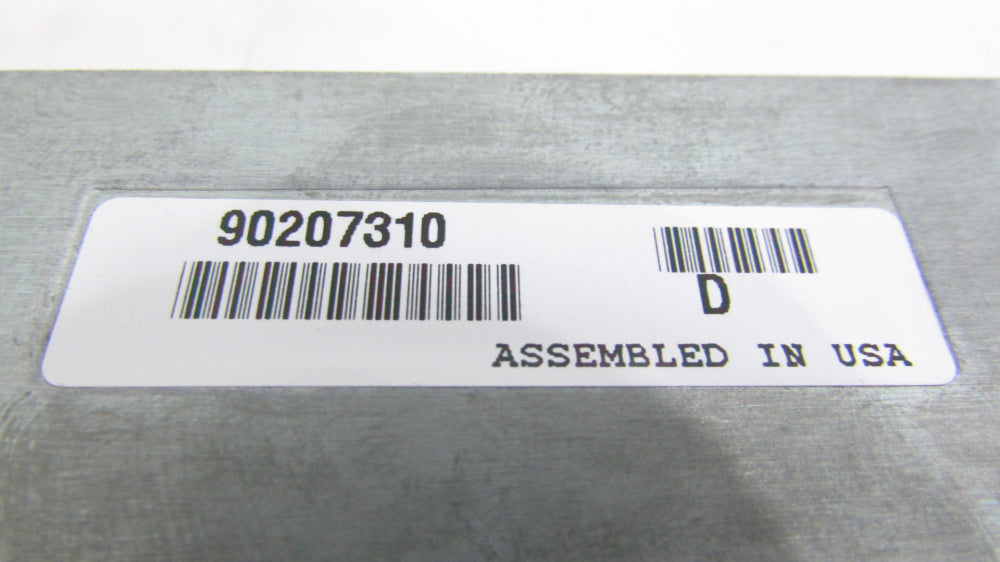 90207310
D
ASSEMBLED IN USA